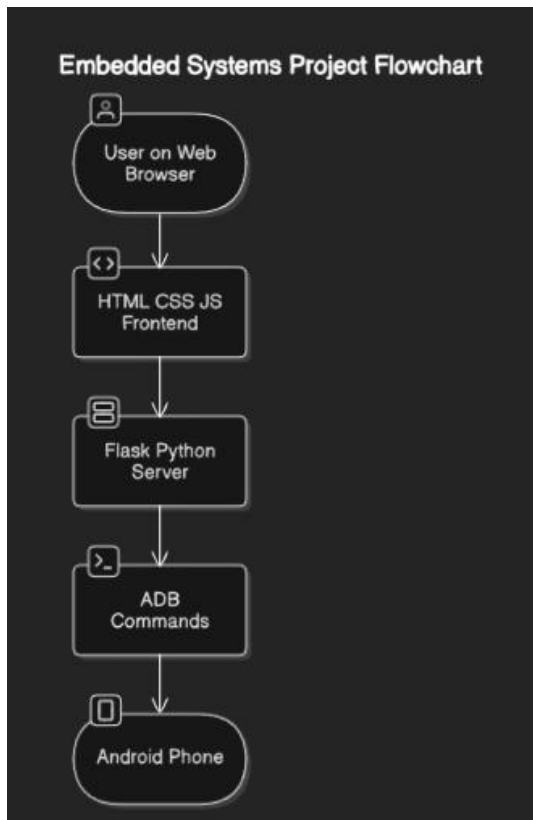 Embedded Systems Project Flowchart
User on Web
Browser
HTML CSS JS
Frontend
Flask Python
Server
ADB
Commands
Android Phone